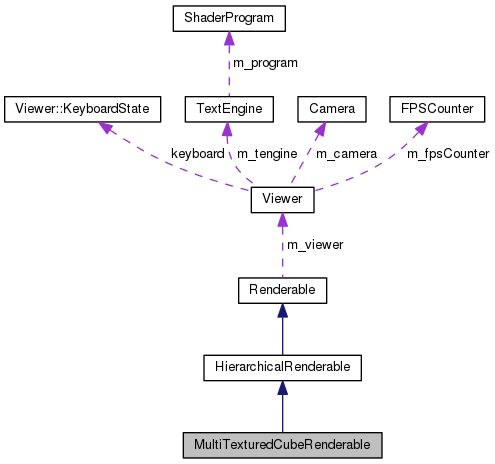 ShaderProgram
m_program
Viewer::KeyboardState
TextEngine
Camera
FPSCounter
keyboard
m_tengine
m_camera
m_fpsCounter
Viewer
m_viewer
Renderable
HierarchicalRenderable
MultiTexturedCubeRenderable